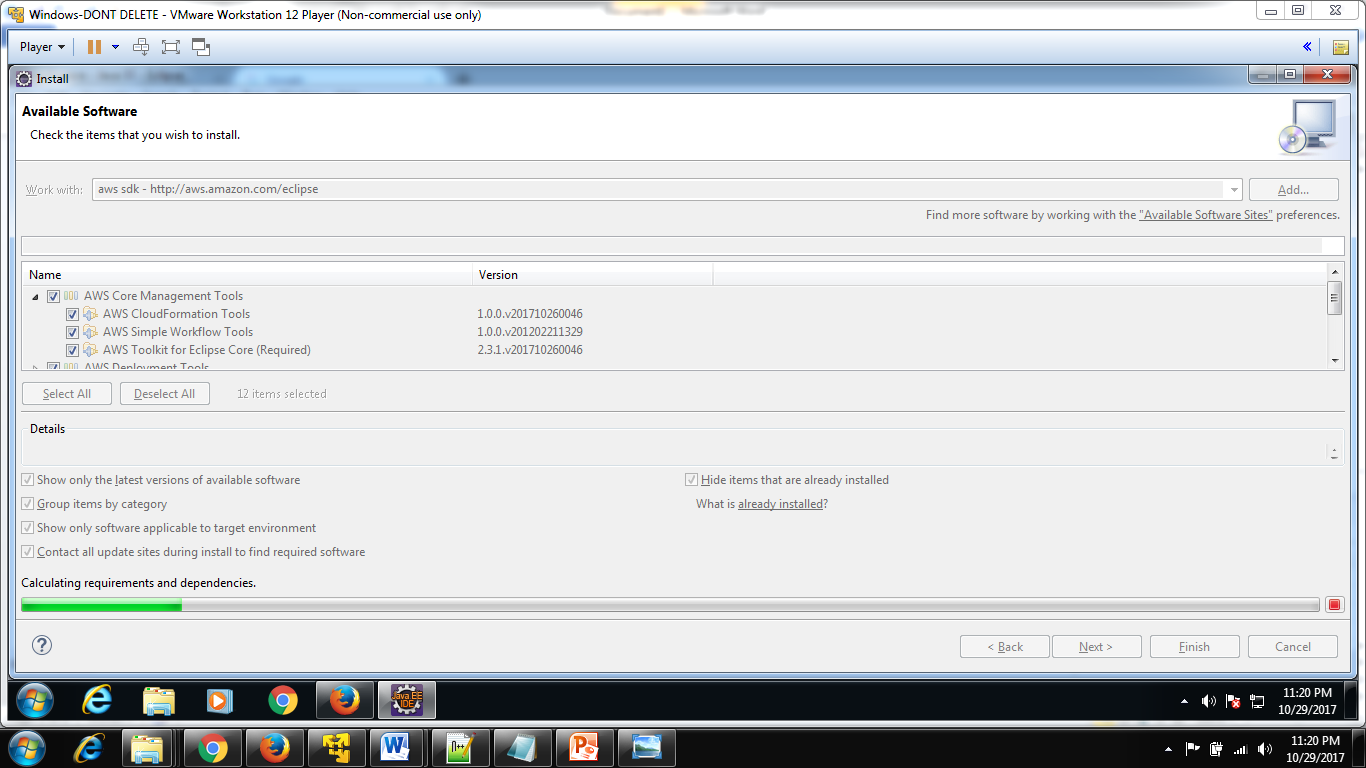 Windows-DONT DELETE - VMware Workstation 12 Player (Non-commercial use only)
Player
Install
Available Software
Check the items that you wish to install.
Work with: aws sdk - http://aws.amazon.com/eclipse Add...
Find more software by working with the "Available Software Sites" preferences.
Name Version
AWS Core Management Tools
AWS CloudFormation Tools 1.0.0.v201710260046
AWS Simple Workflow Tools 1.0.0.v201202211329
AWS Toolkit for Eclipse Core (Required) 2.3.1.v201710260046
AWS Deployment Tools
Select All Deselect All 12 items selected
Details
Show only the latest versions of available software Hide items that are already installed
Group items by category What is already installed?
Show only software applicable to target environment
Contact all update sites during install to find required software
Calculating requirements and dependencies.
< Back Next > Finish Cancel
Java EE
IDE
11:20 PM
10/29/2017
11:20 PM
10/29/2017